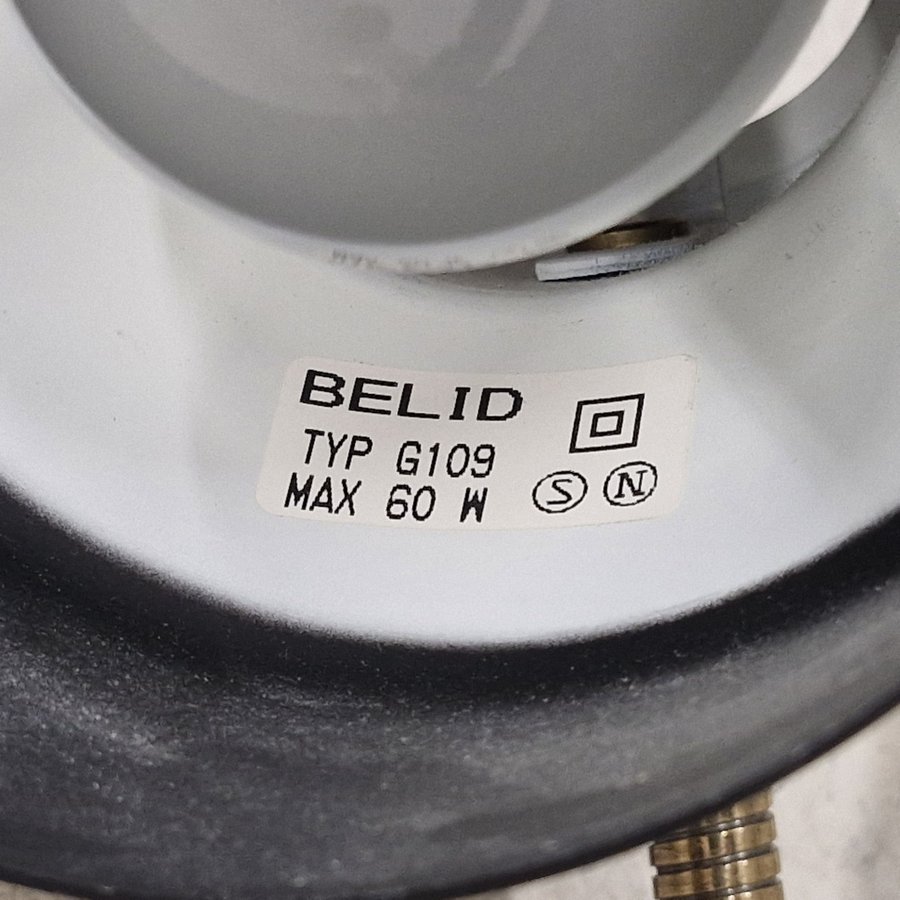 BELID
TYP G109
MAX 60 W
S N